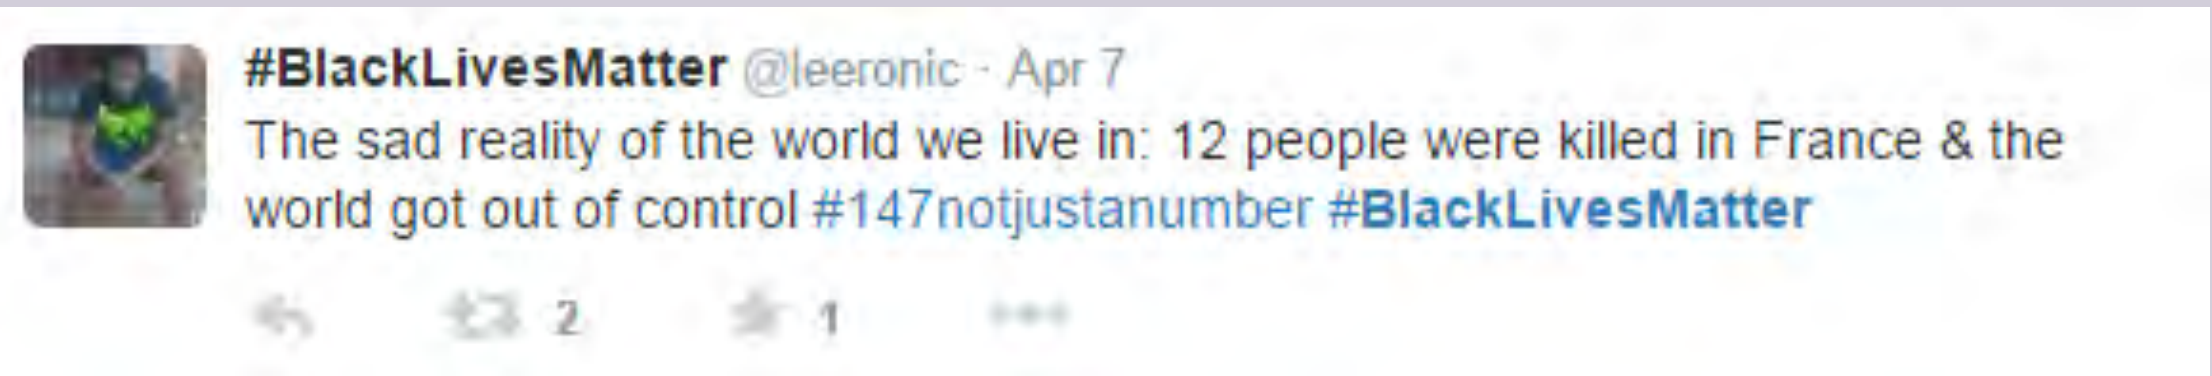 #BlackLivesMatter @leeronic · Apr 7
The sad reality of the world we live in: 12 people were killed in France & the
world got out of control #147notjustanumber #BlackLivesMatter
2 1